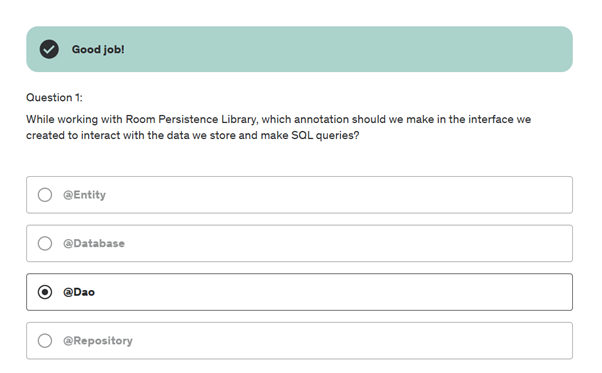 Good job!
Question 1:
While working with Room Persistence Library, which annotation should we make in the interface we
created to interact with the data we store and make SQL queries?
@Entity
@Database
@Dao
@Repository